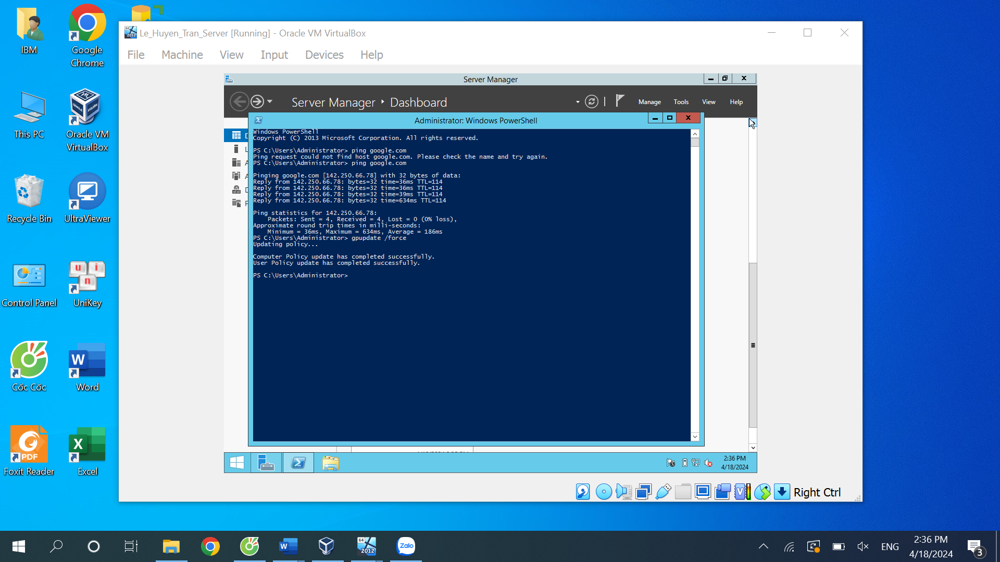 IBM
Google
Chrome
This PC
Oracle VM
VirtualBox
Recycle Bin
UltraViewer
Control Panel
UniKey
Cốc Cốc
Word
Foxit Reader
Excel
Le_Huyen_Tran_Server [Running] - Oracle VM VirtualBox
File Machine View Input Devices Help
Server Manager
Server Manager ‣ Dashboard
Manage Tools View Help
Administrator: Windows PowerShell
Windows PowerShell
Copyright (C) 2013 Microsoft Corporation. All rights reserved.
PS C:\Users\Administrator> ping google.com
Ping request could not find host google.com. Please check the name and try again.
PS C:\Users\Administrator> ping google.com
Pinging google.com [142.250.66.78] with 32 bytes of data:
Reply from 142.250.66.78: bytes=32 time=36ms TTL=114
Reply from 142.250.66.78: bytes=32 time=36ms TTL=114
Reply from 142.250.66.78: bytes=32 time=39ms TTL=114
Reply from 142.250.66.78: bytes=32 time=634ms TTL=114
Ping statistics for 142.250.66.78:
Packets: Sent = 4, Received = 4, Lost = 0 (0% loss),
Approximate round trip times in milli-seconds:
Minimum = 36ms, Maximum = 634ms, Average = 186ms
PS C:\Users\Administrator> gpupdate /force
Updating policy...
Computer Policy update has completed successfully.
User Policy update has completed successfully.
PS C:\Users\Administrator>
2:36 PM
4/18/2024
Right Ctrl
64
2012
Zalo
ENG
2:36 PM
4/18/2024
3